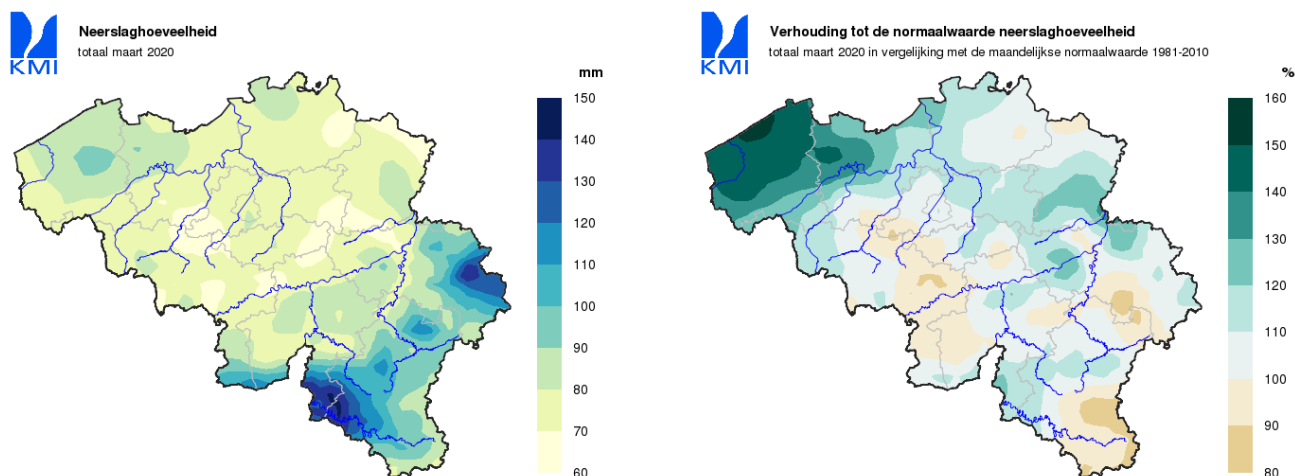 KMI
Neerslaghoeveelheid
totaal maart 2020
mm
150
140
130
120
110
100
90
80
70
60
KMI
Verhouding tot de normaalwaarde neerslaghoeveelheid
totaal maart 2020 in vergelijking met de maandelijkse normaalwaarde 1981-2010
%
160
150
140
130
120
110
100
90
80